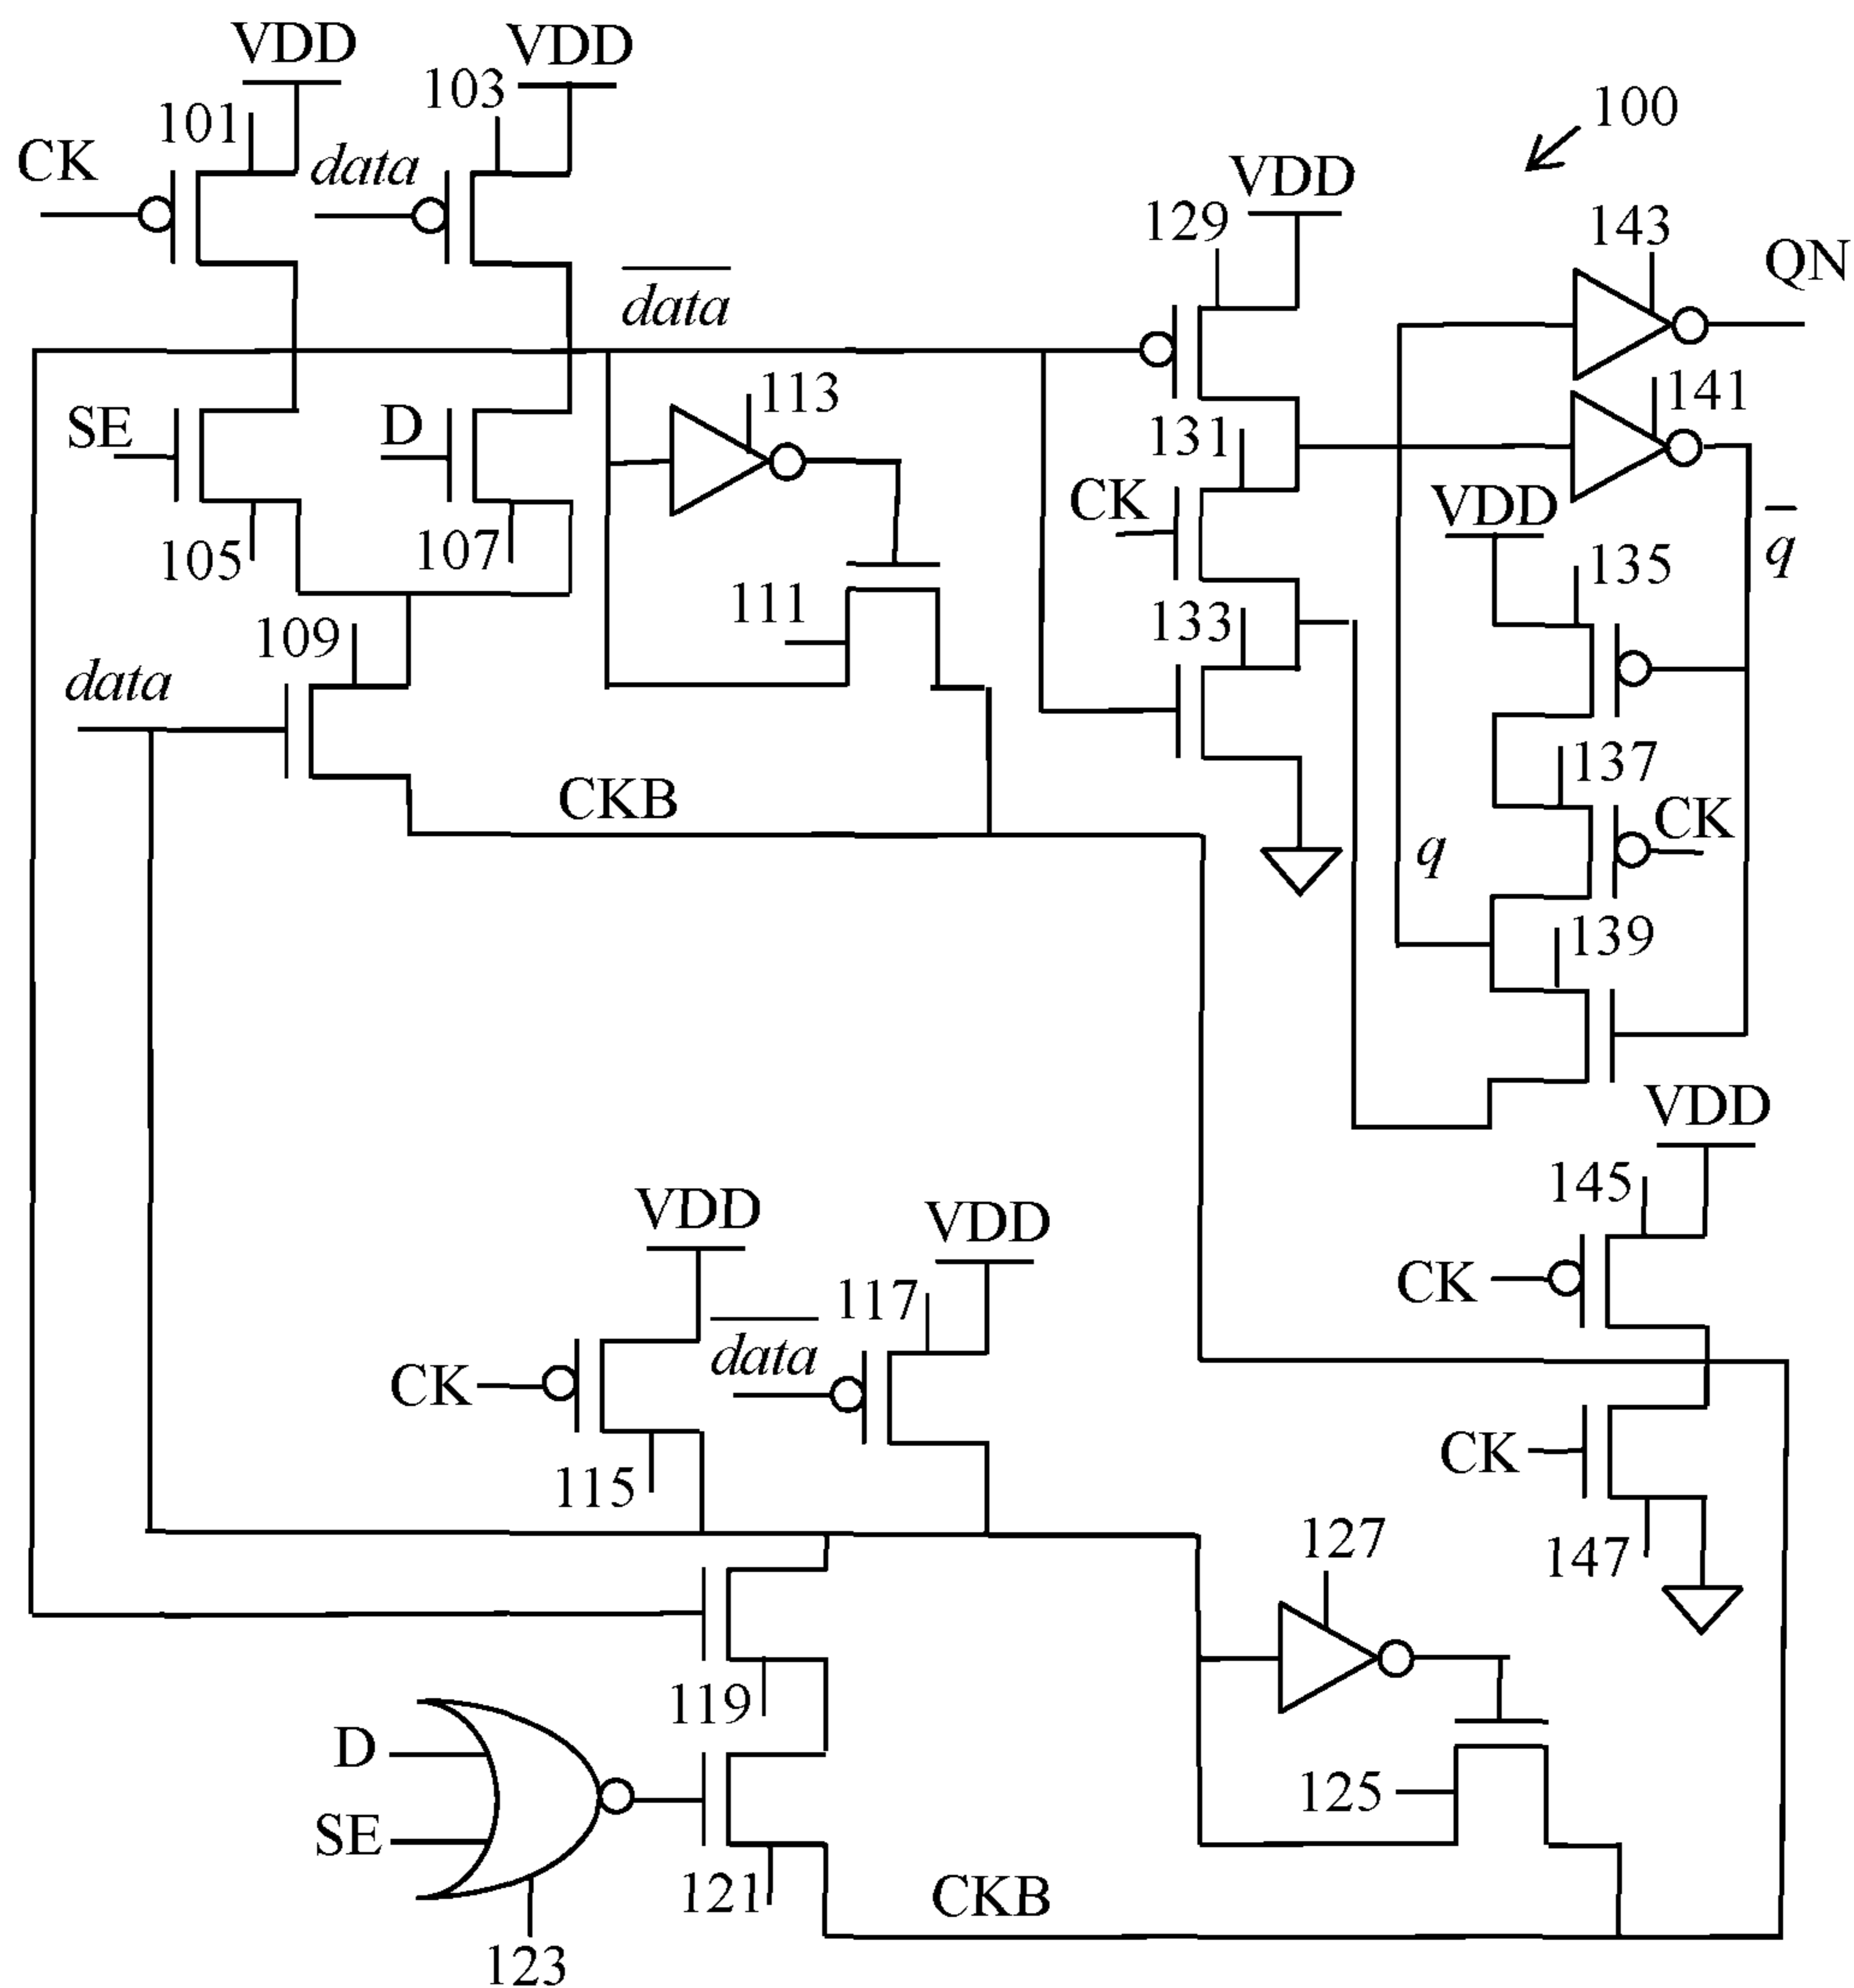 VDD
VDD
103
101
100
CK
data
VDD
129
143
QN
data
113
141
SE
D
131
CK
VDD
q
105
107
135
111
109
133
data
137
CKB
CK
q
139
VDD
145
VDD
VDD
117
CK
data
CK
115
CK
127
147
119
D
125
SE
121
CKB
123